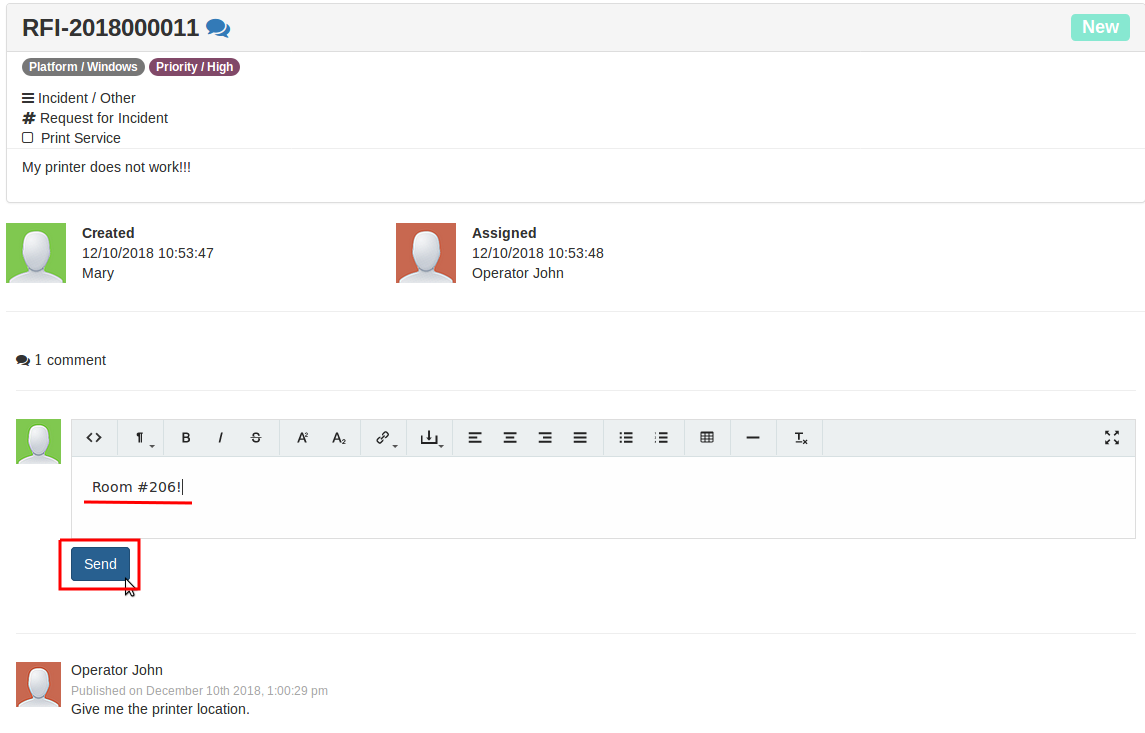 RFI-2018000011
New
Platform / Windows Priority / High
Incident / Other
# Request for Incident
Print Service
My printer does not work!!!
Created
12/10/2018 10:53:47
Mary
Assigned
12/10/2018 10:53:48
Operator John
1 comment
<> ¶ B I S A² A₂ Tx
Room #206!
Send
Operator John
Published on December 10th 2018, 1:00:29 pm
Give me the printer location.